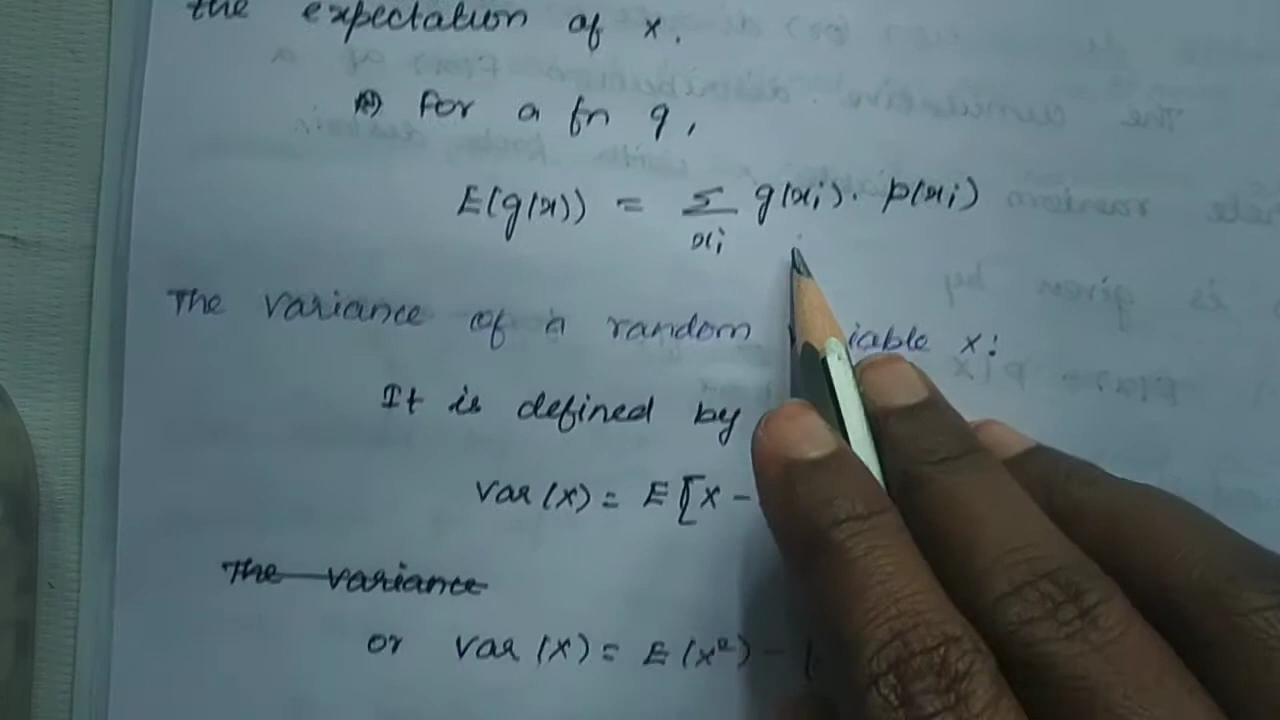 the expectation of x.
for a fn g,
E(g(x)) = Σ g(xi). p(xi)
xi
The variance of a random iable x:
It is defined by
Var (x) = E [x -
The variance
or Var (x) = E (x²) - (